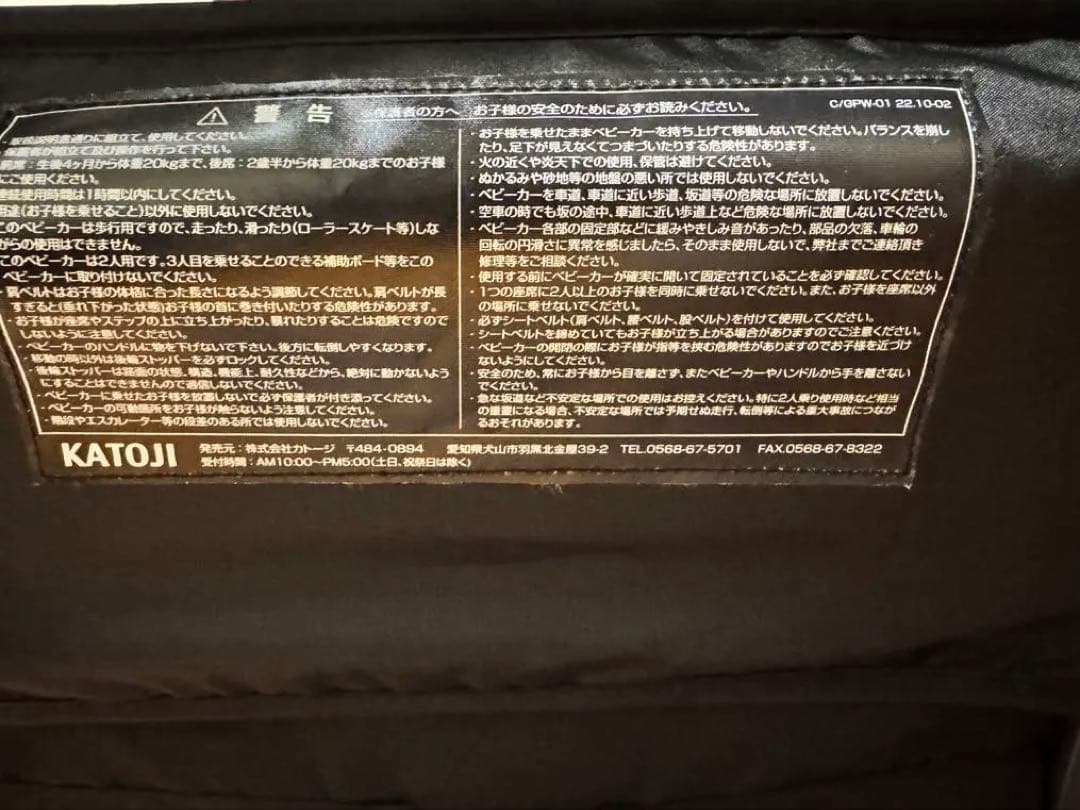 警告 保護者の方へ お子様の安全のために必ずお読みください。 C/GPW-01 22.10-02
取扱説明書通りに組立て、使用してください。
保護者が組立て及び操作を行って下さい。
前席：生後4ヶ月から体重20kgまで、後席：2歳半から体重20kgまでのお子様
にご使用ください。
連続使用時間は1時間以内にしてください。
用途(お子様を乗せること)以外に使用しないでください。
このベビーカーは歩行用ですので、走ったり、滑ったり(ローラースケート等)しな
がらの使用はできません。
このベビーカーは2人用です。3人目を乗せることのできる補助ボード等をこの
ベビーカーに取り付けないでください。
・肩ベルトはお子様の体格に合った長さになるよう調節してください。肩ベルトが長
すぎると(垂れ下がった状態)お子様の首に巻き付いたりする危険性があります。
・お子様が座席やステップの上に立ち上がったり、暴れたりすることは危険ですので
しないように注意してください。
・ベビーカーのハンドルに物を下げないで下さい。後方に転倒しやすくなります。
・移動の時以外は後輪ストッパーを必ずロックしてください。
・後輪ストッパーは路面の状態、構造、機能上、耐久性などから、絶対に動かないよう
にすることはできませんので過信しないでください。
・ベビーカーに乗せたお子様を放置しないで必ず保護者が付き添ってください。
・ベビーカーの可動箇所をお子様が触らないよう注意してください。
・階段やエスカレーター等の段差のある所では使用しないでください。
・お子様を乗せたままベビーカーを持ち上げて移動しないでください。バランスを崩し
たり、足下が見えなくてつまづいたりする危険性があります。
・火の近くや炎天下での使用、保管は避けてください。
・ぬかるみや砂地等の地盤の悪い所では使用しないでください。
・ベビーカーを車道、車道に近い歩道、坂道等の危険な場所に放置しないでください。
・空車の時でも坂の途中、車道に近い歩道上など危険な場所に放置しないでください。
・ベビーカー各部の固定部などに緩みやきしみ音があったり、部品の欠落、車輪の
回転の円滑さに異常を感じましたら、そのまま使用しないで、弊社までご連絡頂き
修理等をご相談ください。
・使用する前にベビーカーが確実に開いて固定されていることを必ず確認してください。
・1つの座席に2人以上のお子様を同時に乗せないでください。また、お子様を座席以外
の場所に乗せないでください。
・必ずシートベルト(肩ベルト、腰ベルト、股ベルト)を付けて使用してください。
・シートベルトを締めていてもお子様が立ち上がる場合がありますのでご注意ください。
・ベビーカーの開閉の際にお子様が指等を挟む危険性がありますのでお子様を近づけ
ないようにしてください。
・安全のため、常にお子様から目を離さず、またベビーカーやハンドルから手を離さない
でください。
・急な坂道など不安定な場所での使用はお控えください。特に2人乗り使用時など相当
の重量になる場合、不安定な場所では予期せぬ走行、転倒等による重大事故につなが
るおそれがあります。
KATOJI 発売元：株式会社カトージ 〒484-0894 愛知県犬山市羽黒北金屋39-2 TEL.0568-67-5701 FAX.0568-67-8322
受付時間：AM10:00〜PM5:00(土日、祝祭日は除く)